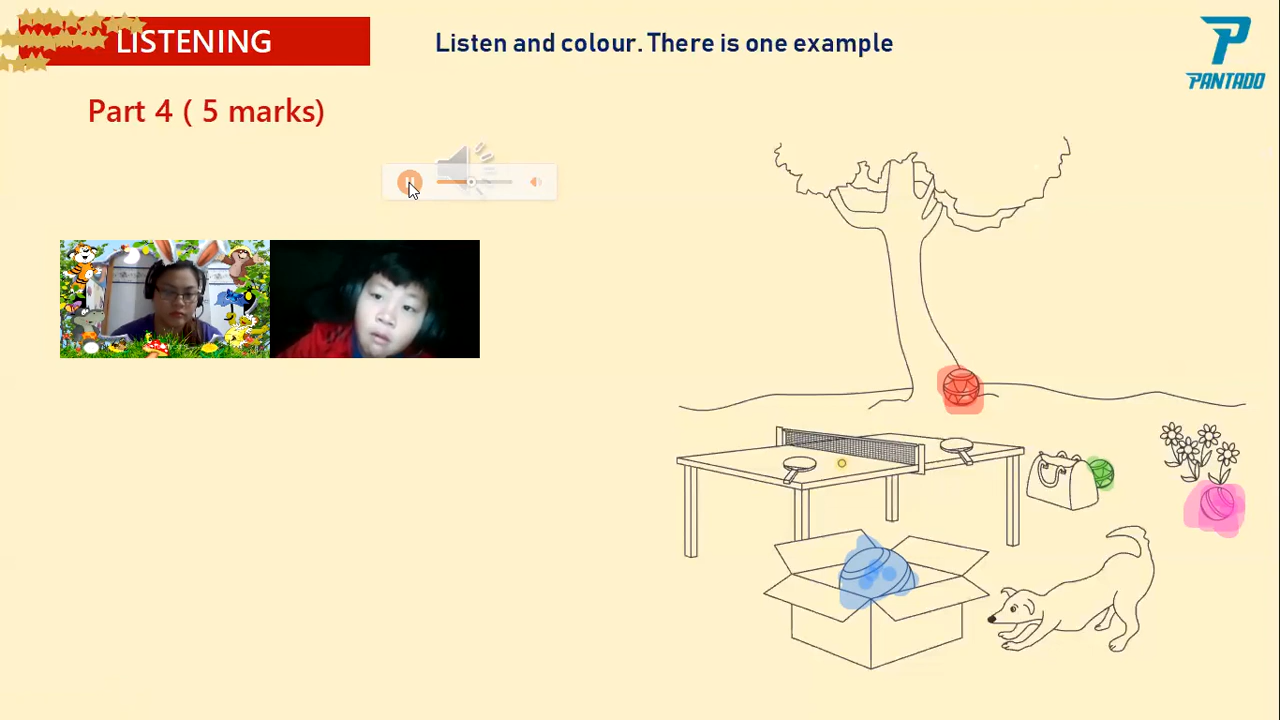 LISTENING
Listen and colour. There is one example
PANTADO
Part 4 ( 5 marks)